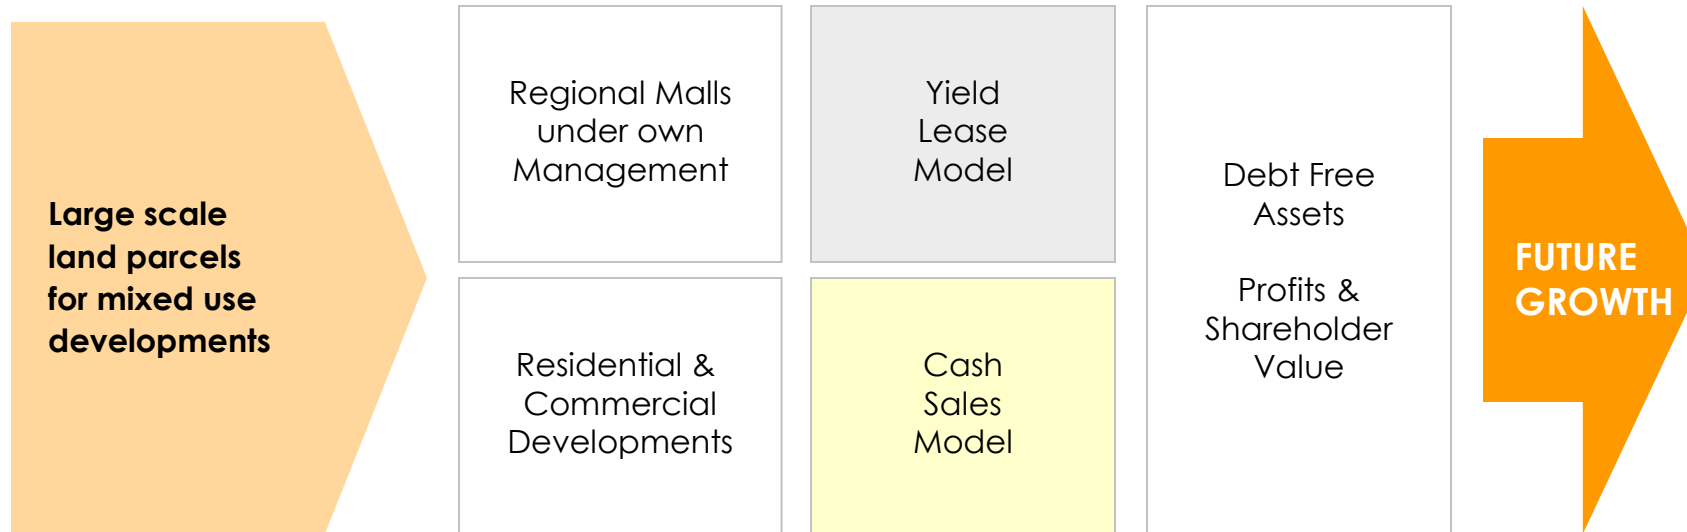 Large scale
land parcels
for mixed use
developments
Regional Malls
under own
Management
Yield
Lease
Model
Residential &
Commercial
Developments
Cash
Sales
Model
Debt Free
Assets
Profits &
Shareholder
Value
FUTURE
GROWTH